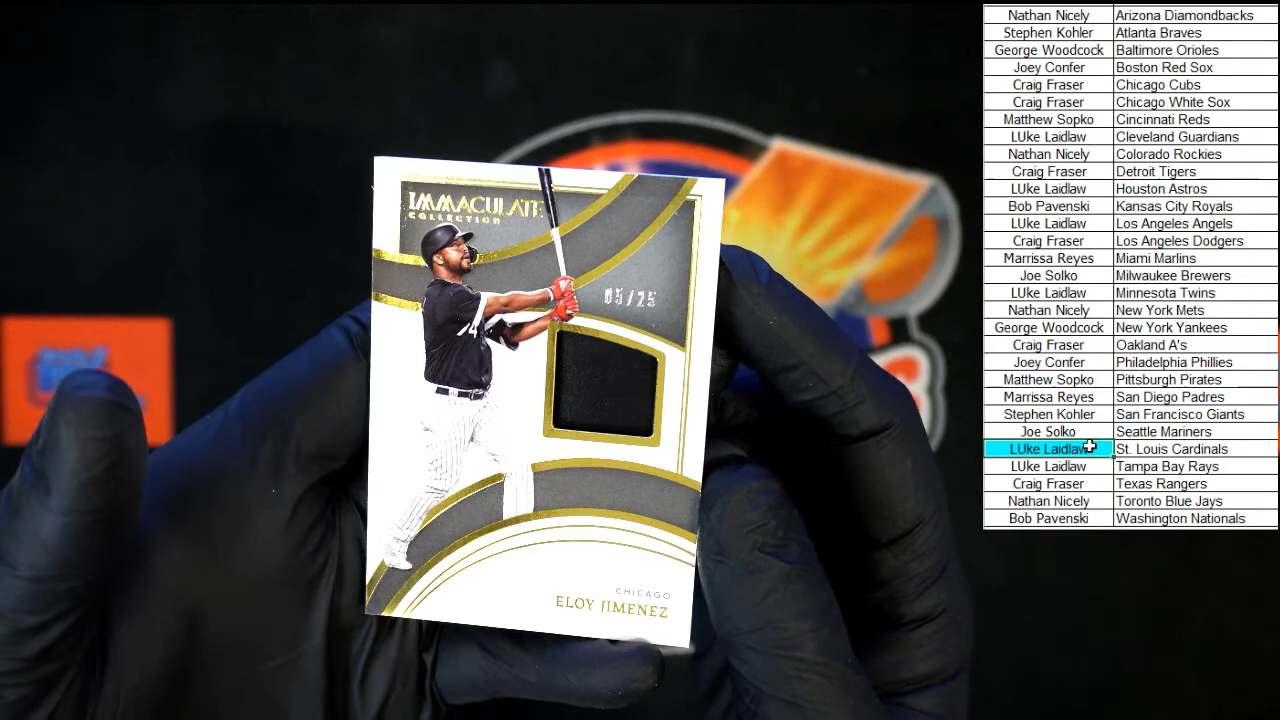 IMMACULATE
COLLECTION
05/25
CHICAGO
ELOY JIMENEZ
Nathan Nicely Arizona Diamondbacks
Stephen Kohler Atlanta Braves
George Woodcock Baltimore Orioles
Joey Confer Boston Red Sox
Craig Fraser Chicago Cubs
Craig Fraser Chicago White Sox
Matthew Sopko Cincinnati Reds
LUke Laidlaw Cleveland Guardians
Nathan Nicely Colorado Rockies
Craig Fraser Detroit Tigers
LUke Laidlaw Houston Astros
Bob Pavenski Kansas City Royals
LUke Laidlaw Los Angeles Angels
Craig Fraser Los Angeles Dodgers
Marrissa Reyes Miami Marlins
Joe Solko Milwaukee Brewers
LUke Laidlaw Minnesota Twins
Nathan Nicely New York Mets
George Woodcock New York Yankees
Craig Fraser Oakland A's
Joey Confer Philadelphia Phillies
Matthew Sopko Pittsburgh Pirates
Marrissa Reyes San Diego Padres
Stephen Kohler San Francisco Giants
Joe Solko Seattle Mariners
LUke Laidlaw St. Louis Cardinals
LUke Laidlaw Tampa Bay Rays
Craig Fraser Texas Rangers
Nathan Nicely Toronto Blue Jays
Bob Pavenski Washington Nationals